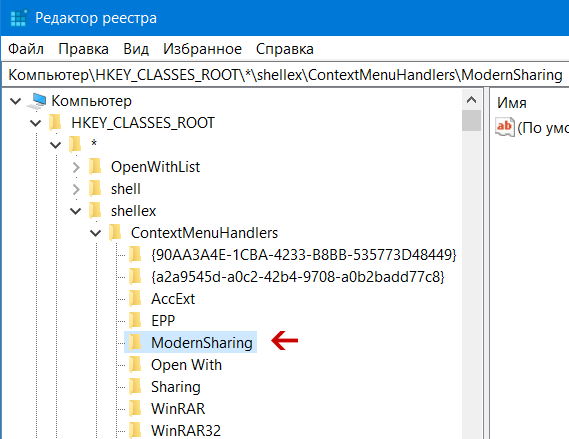 Редактор реестра
Файл Правка Вид Избранное Справка
Компьютер\HKEY_CLASSES_ROOT\*\shellex\ContextMenuHandlers\ModernSharing
Компьютер
HKEY_CLASSES_ROOT
*
OpenWithList
shell
shellex
ContextMenuHandlers
{90AA3A4E-1CBA-4233-B8BB-535773D48449}
{a2a9545d-a0c2-42b4-9708-a0b2badd77c8}
AccExt
EPP
ModernSharing
Open With
Sharing
WinRAR
WinRAR32
Имя
ab
(По умо